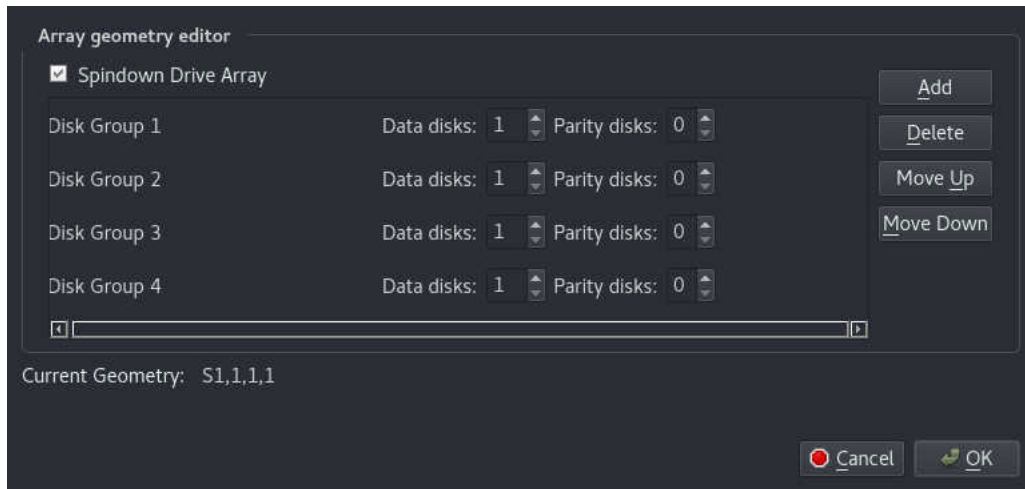 Array geometry editor
Spindown Drive Array
Add
Disk Group 1 Data disks: 1 Parity disks: 0
Delete
Disk Group 2 Data disks: 1 Parity disks: 0
Move Up
Disk Group 3 Data disks: 1 Parity disks: 0
Move Down
Disk Group 4 Data disks: 1 Parity disks: 0
Current Geometry: S1,1,1,1
Cancel OK